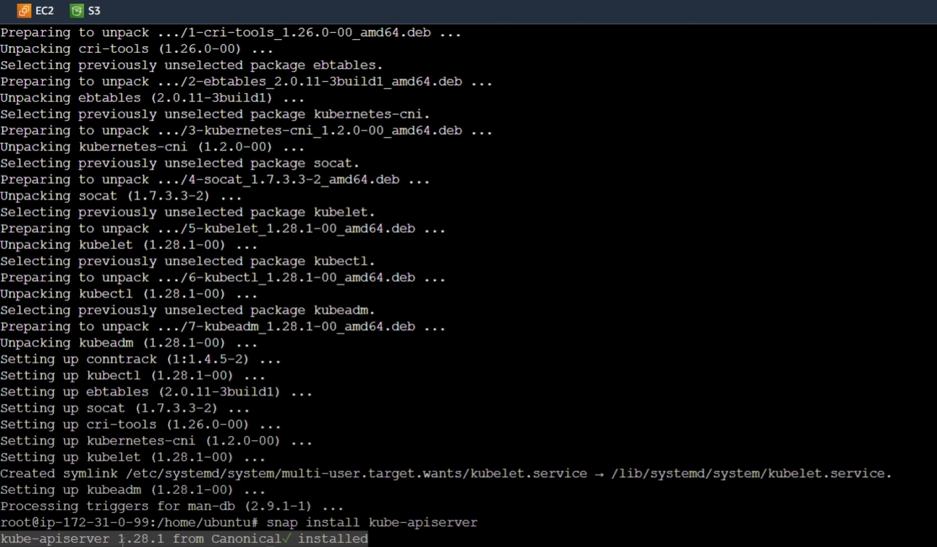 EC2 S3
Preparing to unpack .../1-cri-tools_1.26.0-00_amd64.deb ...
Unpacking cri-tools (1.26.0-00) ...
Selecting previously unselected package ebtables.
Preparing to unpack .../2-ebtables_2.0.11-3build1_amd64.deb ...
Unpacking ebtables (2.0.11-3build1) ...
Selecting previously unselected package kubernetes-cni.
Preparing to unpack .../3-kubernetes-cni_1.2.0-00_amd64.deb ...
Unpacking kubernetes-cni (1.2.0-00) ...
Selecting previously unselected package socat.
Preparing to unpack .../4-socat_1.7.3.3-2_amd64.deb ...
Unpacking socat (1.7.3.3-2) ...
Selecting previously unselected package kubelet.
Preparing to unpack .../5-kubelet_1.28.1-00_amd64.deb ...
Unpacking kubelet (1.28.1-00) ...
Selecting previously unselected package kubectl.
Preparing to unpack .../6-kubectl_1.28.1-00_amd64.deb ...
Unpacking kubectl (1.28.1-00) ...
Selecting previously unselected package kubeadm.
Preparing to unpack .../7-kubeadm_1.28.1-00_amd64.deb ...
Unpacking kubeadm (1.28.1-00) ...
Setting up conntrack (1:1.4.5-2) ...
Setting up kubectl (1.28.1-00) ...
Setting up ebtables (2.0.11-3build1) ...
Setting up socat (1.7.3.3-2) ...
Setting up cri-tools (1.26.0-00) ...
Setting up kubernetes-cni (1.2.0-00) ...
Setting up kubelet (1.28.1-00) ...
Created symlink /etc/systemd/system/multi-user.target.wants/kubelet.service → /lib/systemd/system/kubelet.service.
Setting up kubeadm (1.28.1-00) ...
Processing triggers for man-db (2.9.1-1) ...
root@ip-172-31-0-99:/home/ubuntu# snap install kube-apiserver
kube-apiserver 1.28.1 from Canonical✓ installed